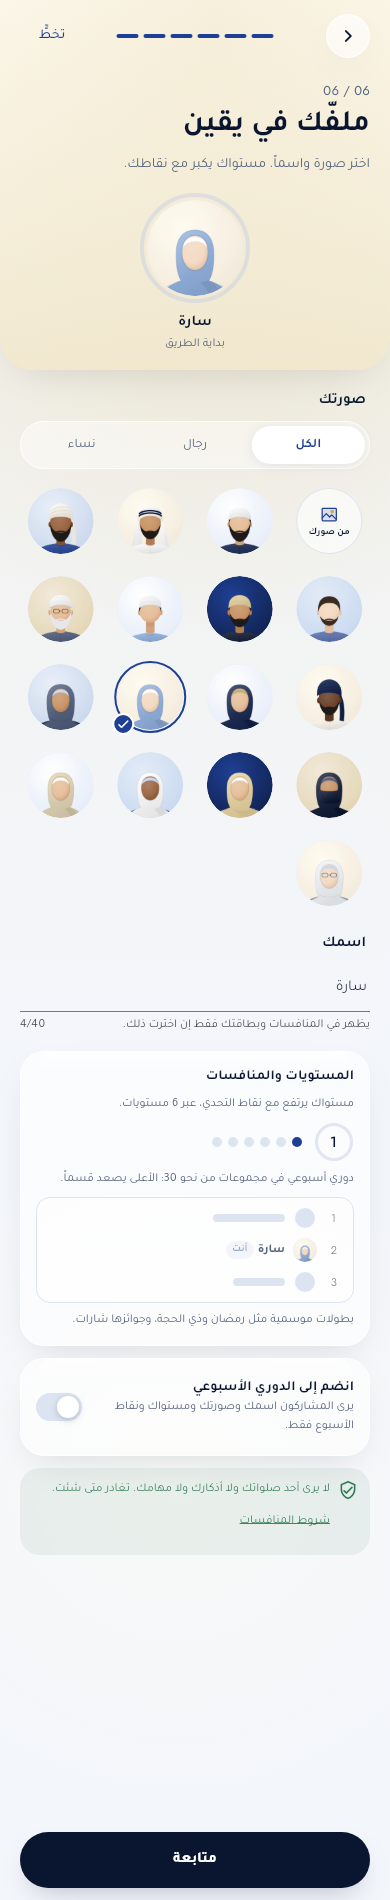 تخطَّ
06 / 06
ملفّك في يقين
اختر صورة واسماً. مستواك يكبر مع نقاطك.
سارة
بداية الطريق
صورتك
الكل
رجال
نساء
من صورك
اسمك
سارة
يظهر في المنافسات وبطاقتك فقط إن اخترت ذلك.
4/40
المستويات والمنافسات
مستواك يرتفع مع نقاط التحدي، عبر 6 مستويات.
1
دوري أسبوعي في مجموعات من نحو 30: الأعلى يصعد قسماً.
1
2 سارة أنت
3
بطولات موسمية مثل رمضان وذي الحجة، وجوائزها شارات.
انضم إلى الدوري الأسبوعي
يرى المشاركون اسمك وصورتك ومستواك ونقاط
الأسبوع فقط.
لا يرى أحد صلواتك ولا أذكارك ولا مهامك. تغادر متى شئت.
شروط المنافسات
متابعة